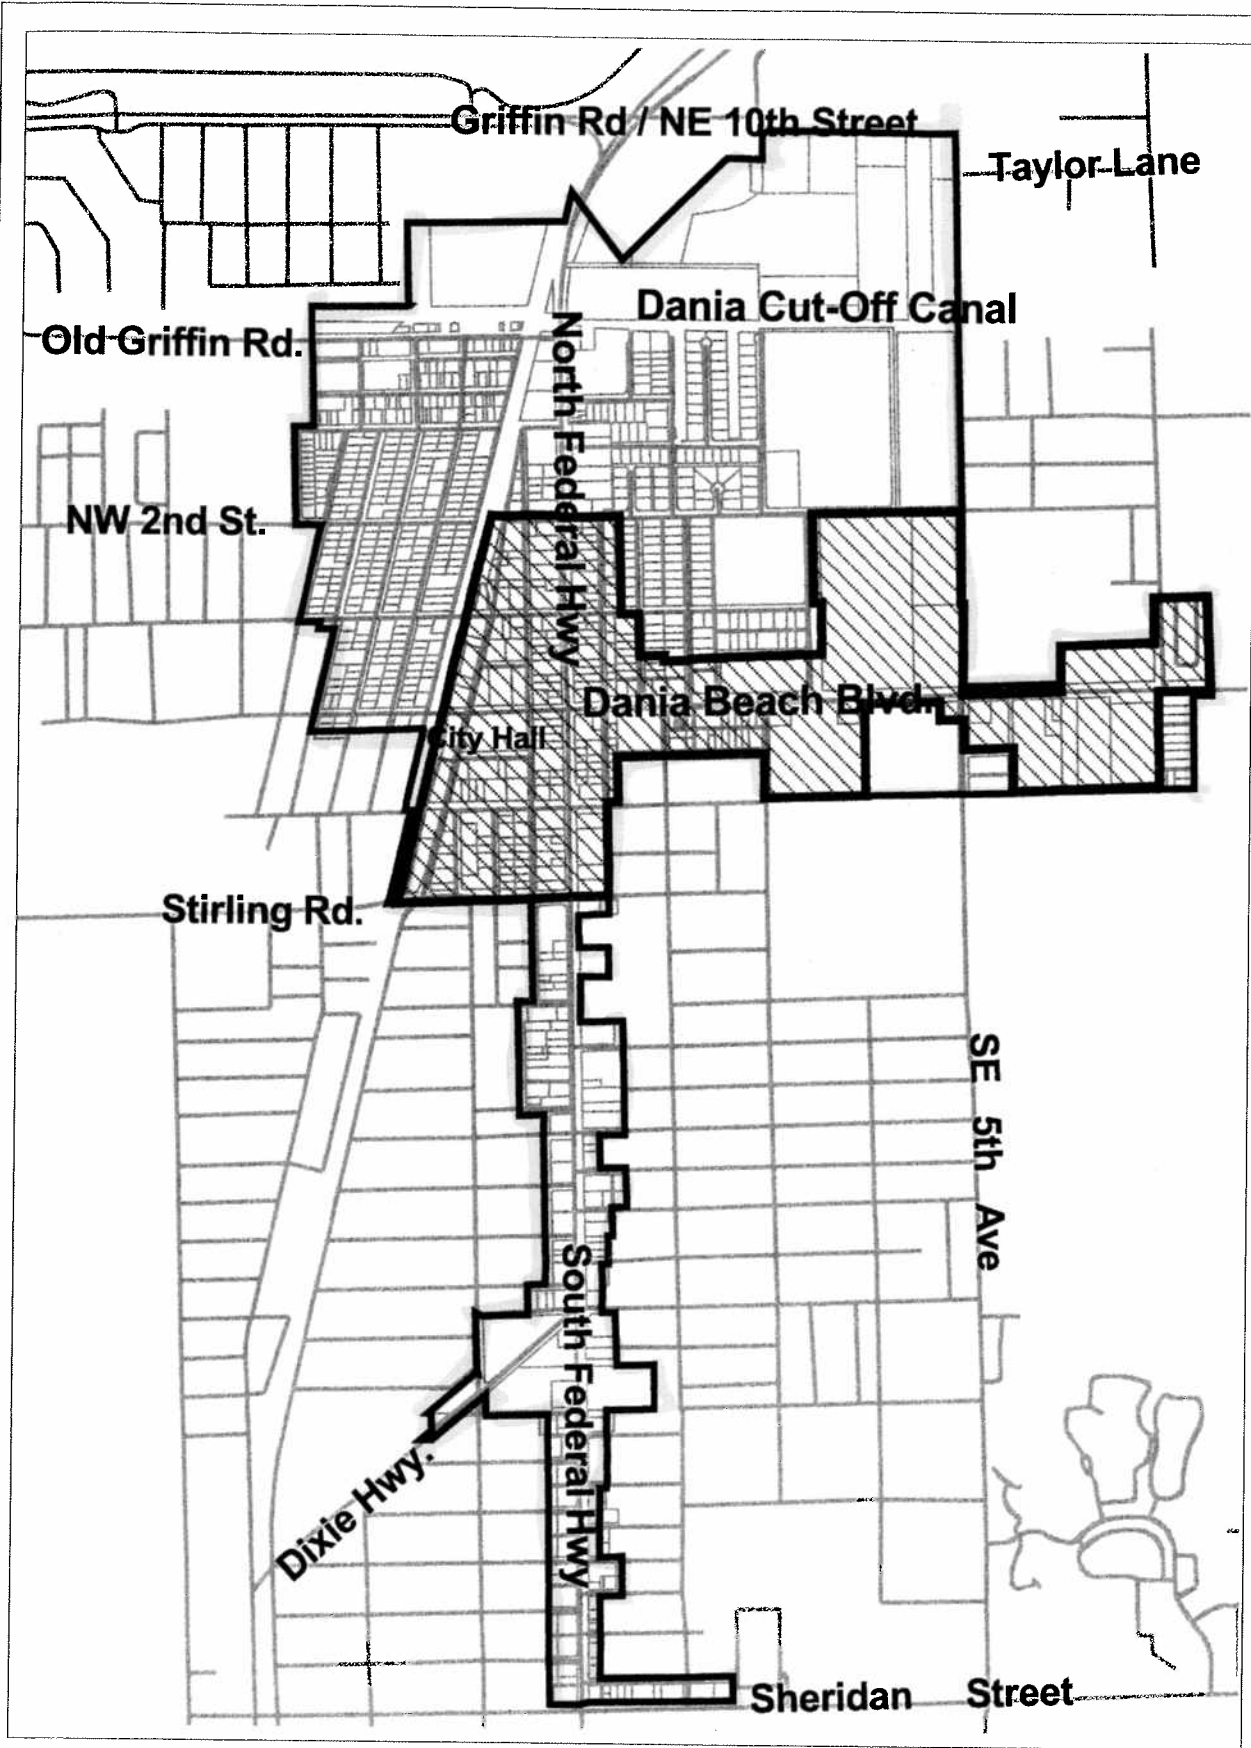 Griffin Rd / NE 10th Street
Taylor Lane
Dania Cut-Off Canal
Old Griffin Rd.
North Federal Hwy
NW 2nd St.
Dania Beach Blvd.
City Hall
Stirling Rd.
SE 5th Ave
South Federal Hwy
Dixie Hwy.
Sheridan Street